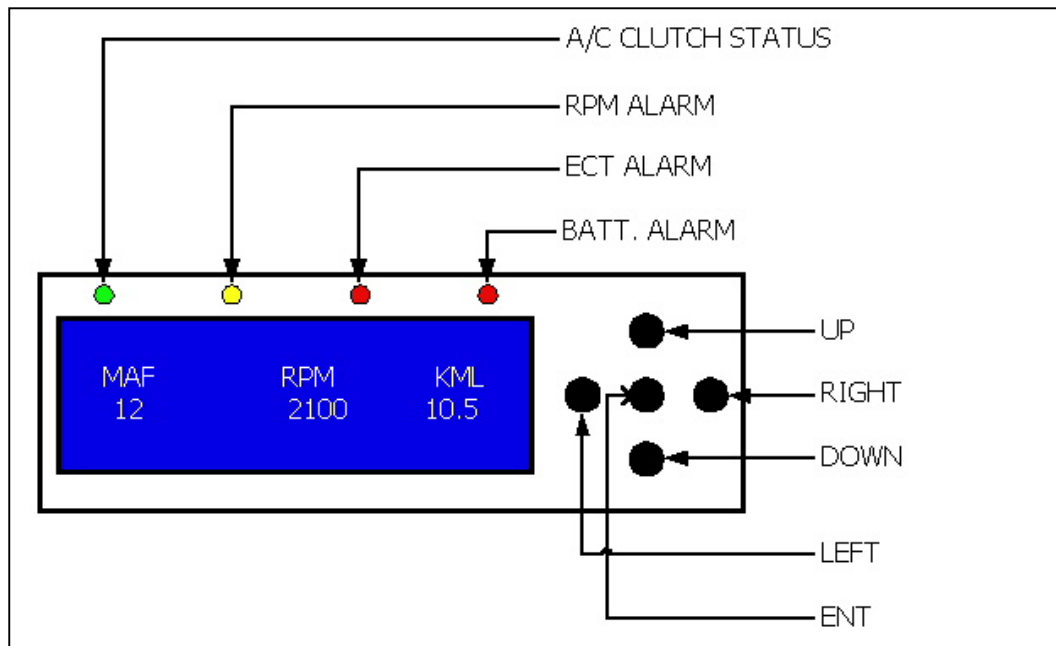 A/C CLUTCH STATUS
RPM ALARM
ECT ALARM
BATT. ALARM
UP
MAF RPM KML
12 2100 10.5
RIGHT
DOWN
LEFT
ENT